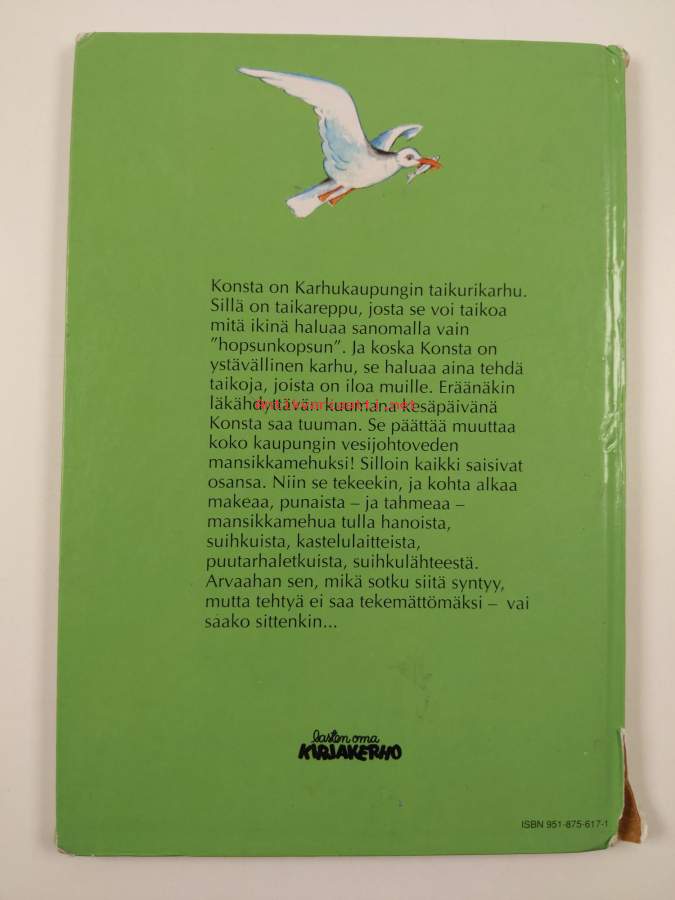 Konsta on Karhukaupungin taikurikarhu.
Sillä on taikareppu, josta se voi taikoa
mitä ikinä haluaa sanomalla vain
”hopsunkopsun”. Ja koska Konsta on
ystävällinen karhu, se haluaa aina tehdä
taikoja, joista on iloa muille. Eräänäkin
läkähdyttävän kuumana kesäpäivänä
Konsta saa tuuman. Se päättää muuttaa
koko kaupungin vesijohtoveden
mansikkamehuksi! Silloin kaikki saisivat
osansa. Niin se tekeekin, ja kohta alkaa
makeaa, punaista – ja tahmeaa –
mansikkamehua tulla hanoista,
suihkuista, kastelulaitteista,
puutarhaletkuista, suihkulähteestä.
Arvaahan sen, mikä sotku siitä syntyy,
mutta tehtyä ei saa tekemättömäksi – vai
saako sittenkin...
lasten oma
KIRJAKERHO
ISBN 951-875-617-1